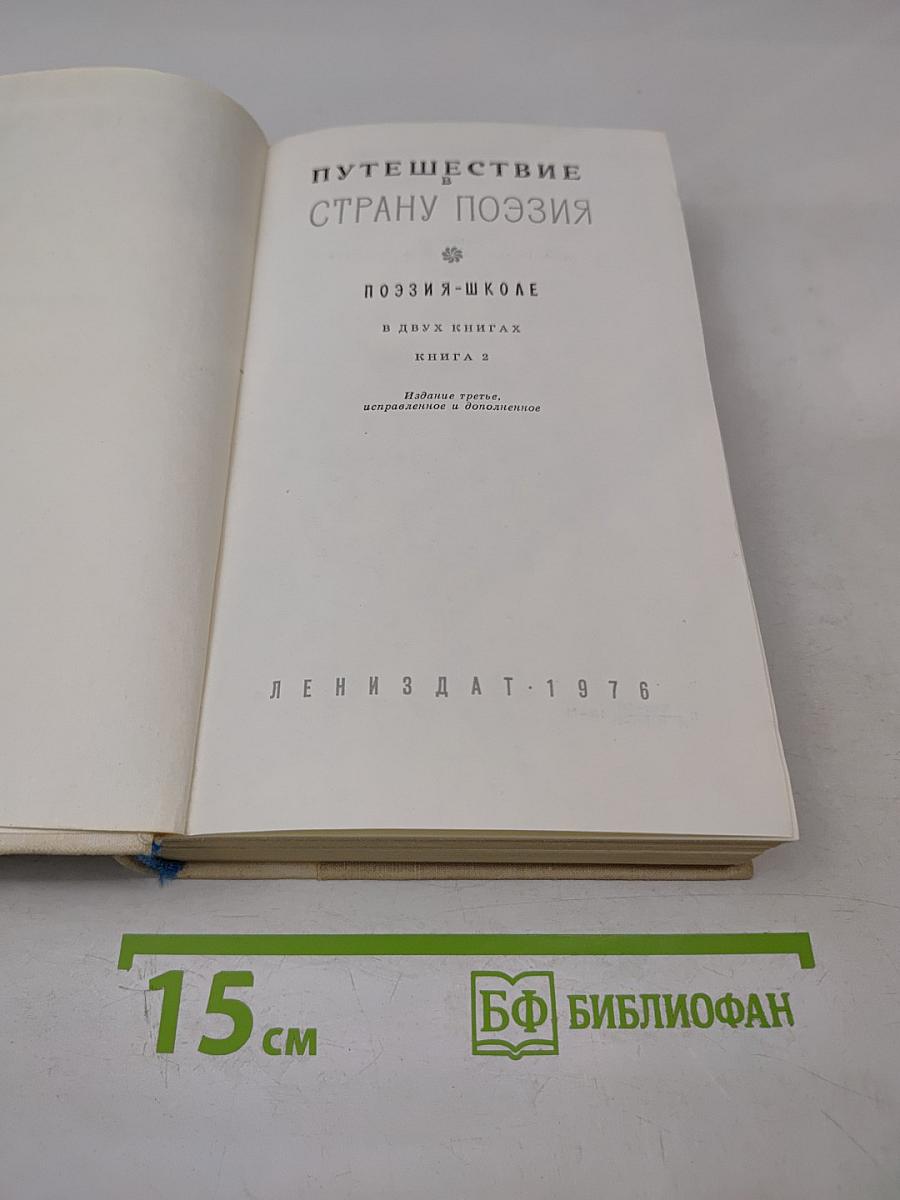 ПУТЕШЕСТВИЕ
В
СТРАНУ ПОЭЗИЯ
ПОЭЗИЯ-ШКОЛЕ
В ДВУХ КНИГАХ
КНИГА 2
Издание третье,
исправленное и дополненное
ЛЕНИЗДАТ · 1976
15 см
БФ БИБЛИОФАН